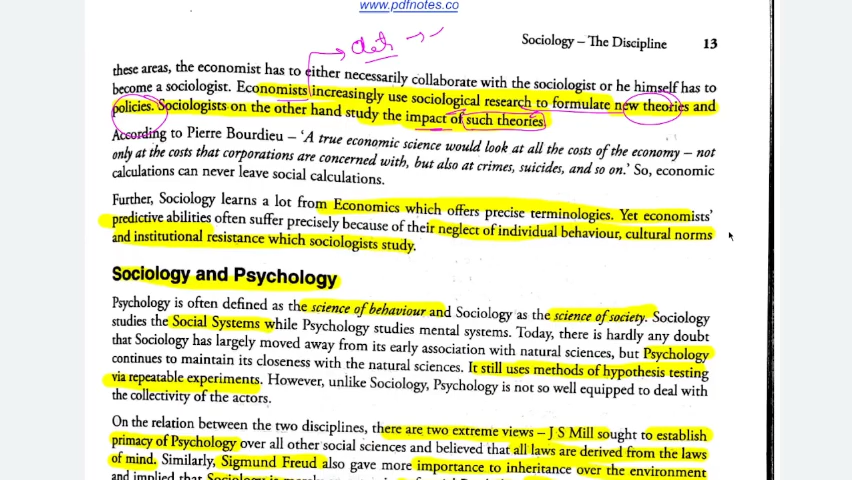 www.pdfnotes.co
Sociology – The Discipline 13
these areas, the economist has to either necessarily collaborate with the sociologist or he himself has to
become a sociologist. Economists increasingly use sociological research to formulate new theories and
policies. Sociologists on the other hand study the impact of such theories.
According to Pierre Bourdieu – ‘A true economic science would look at all the costs of the economy – not
only at the costs that corporations are concerned with, but also at crimes, suicides, and so on.’ So, economic
calculations can never leave social calculations.
Further, Sociology learns a lot from Economics which offers precise terminologies. Yet economists’
predictive abilities often suffer precisely because of their neglect of individual behaviour, cultural norms
and institutional resistance which sociologists study.
Sociology and Psychology
Psychology is often defined as the science of behaviour and Sociology as the science of society. Sociology
studies the Social Systems while Psychology studies mental systems. Today, there is hardly any doubt
that Sociology has largely moved away from its early association with natural sciences, but Psychology
continues to maintain its closeness with the natural sciences. It still uses methods of hypothesis testing
via repeatable experiments. However, unlike Sociology, Psychology is not so well equipped to deal with
the collectivity of the actors.
On the relation between the two disciplines, there are two extreme views – J S Mill sought to establish
primacy of Psychology over all other social sciences and believed that all laws are derived from the laws
of mind. Similarly, Sigmund Freud also gave more importance to inheritance over the environment
and implied that